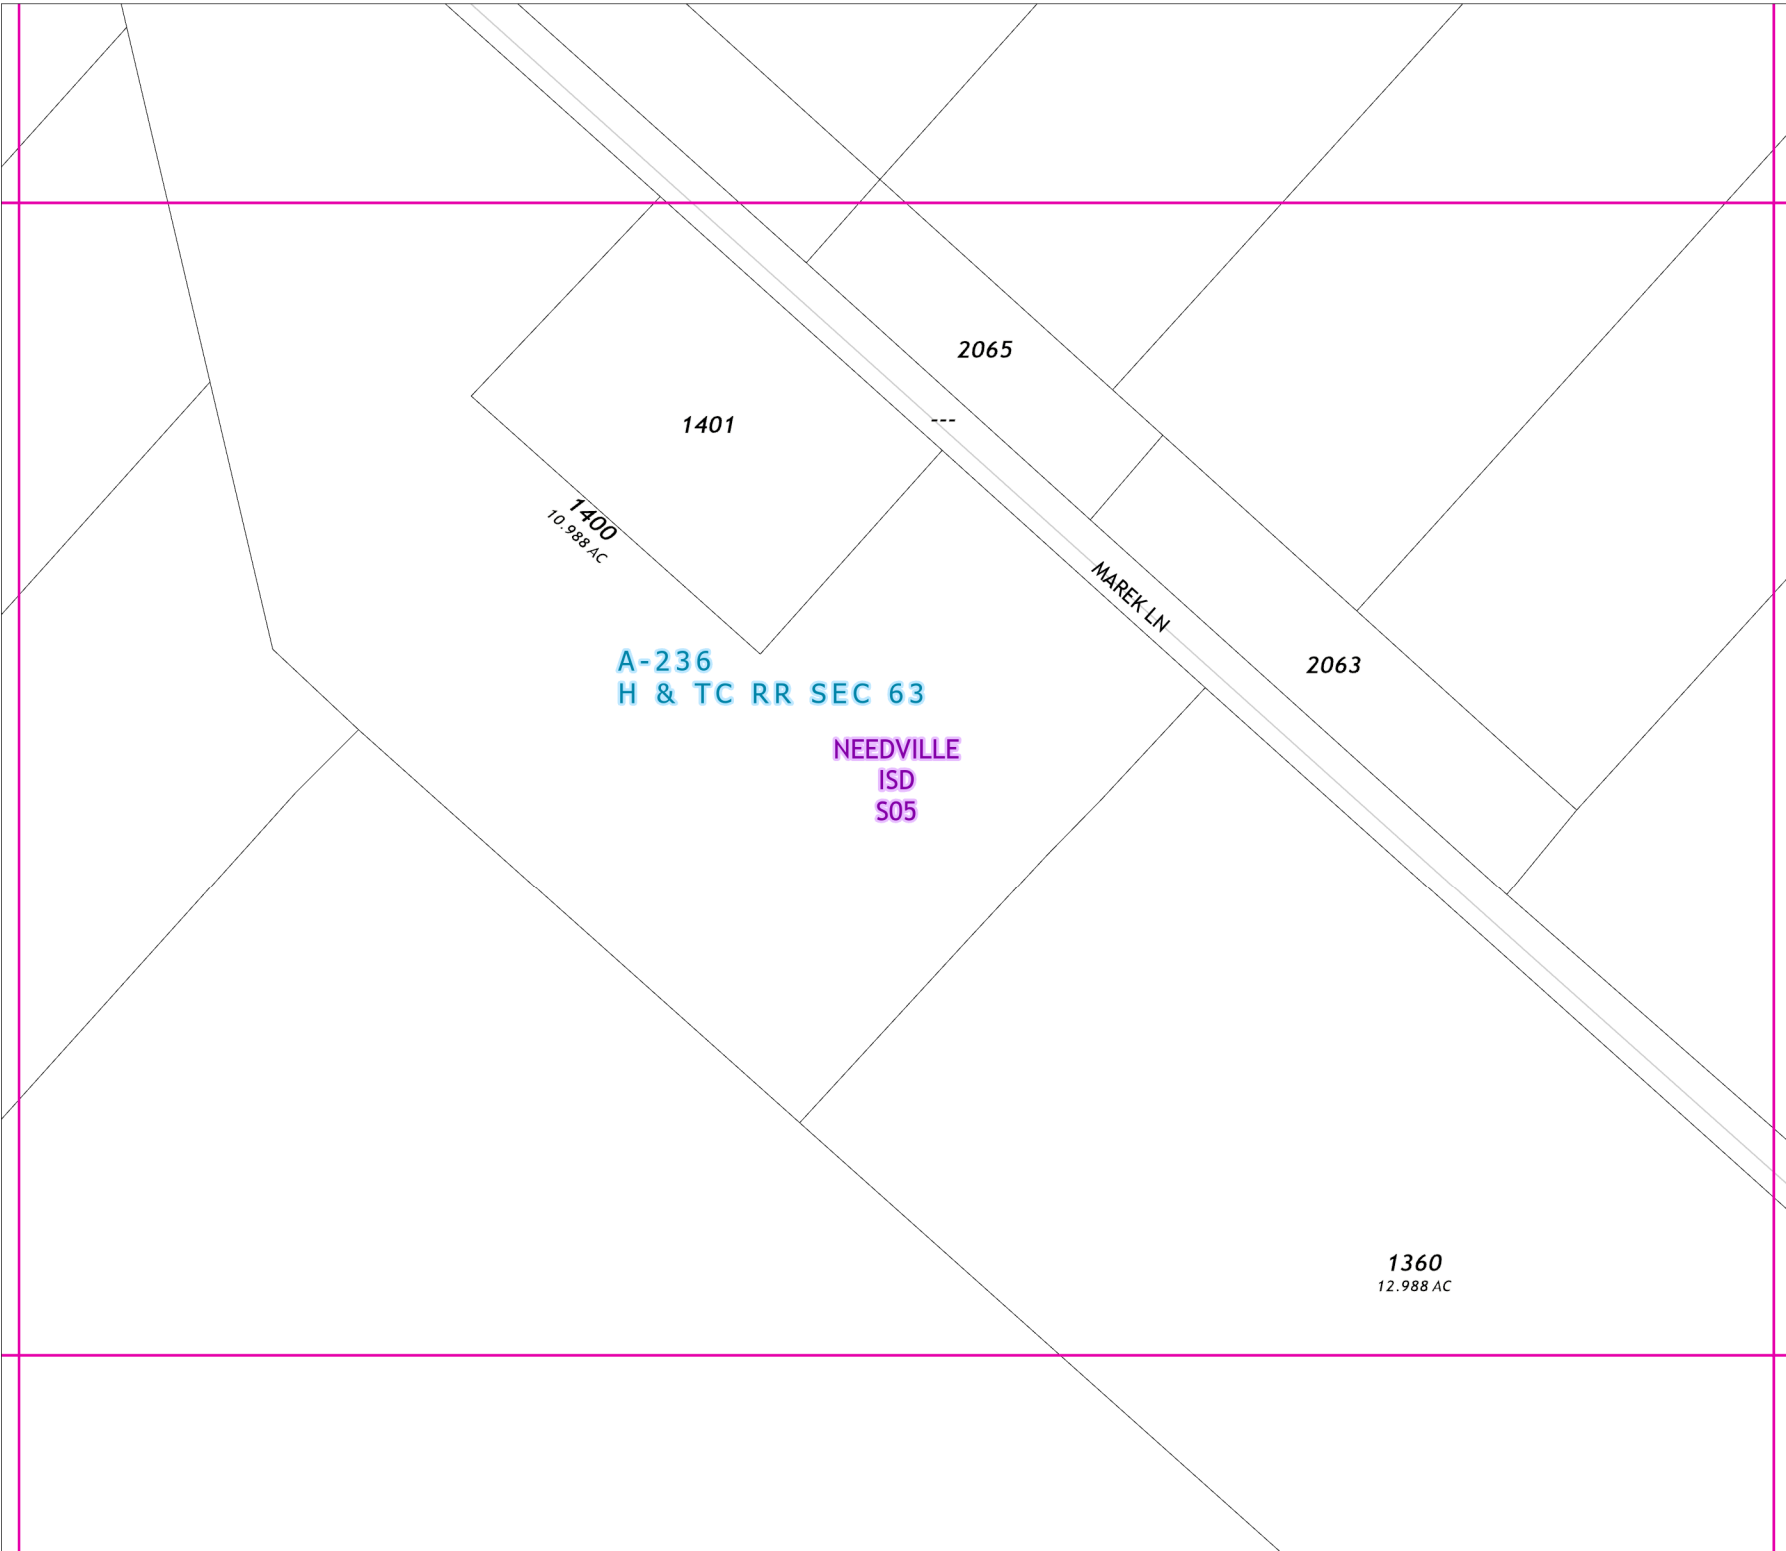 2065
---
1401
1400
10.988 AC
MAREK LN
A-236
H & TC RR SEC 63
2063
NEEDVILLE
ISD
S05
1360
12.988 AC